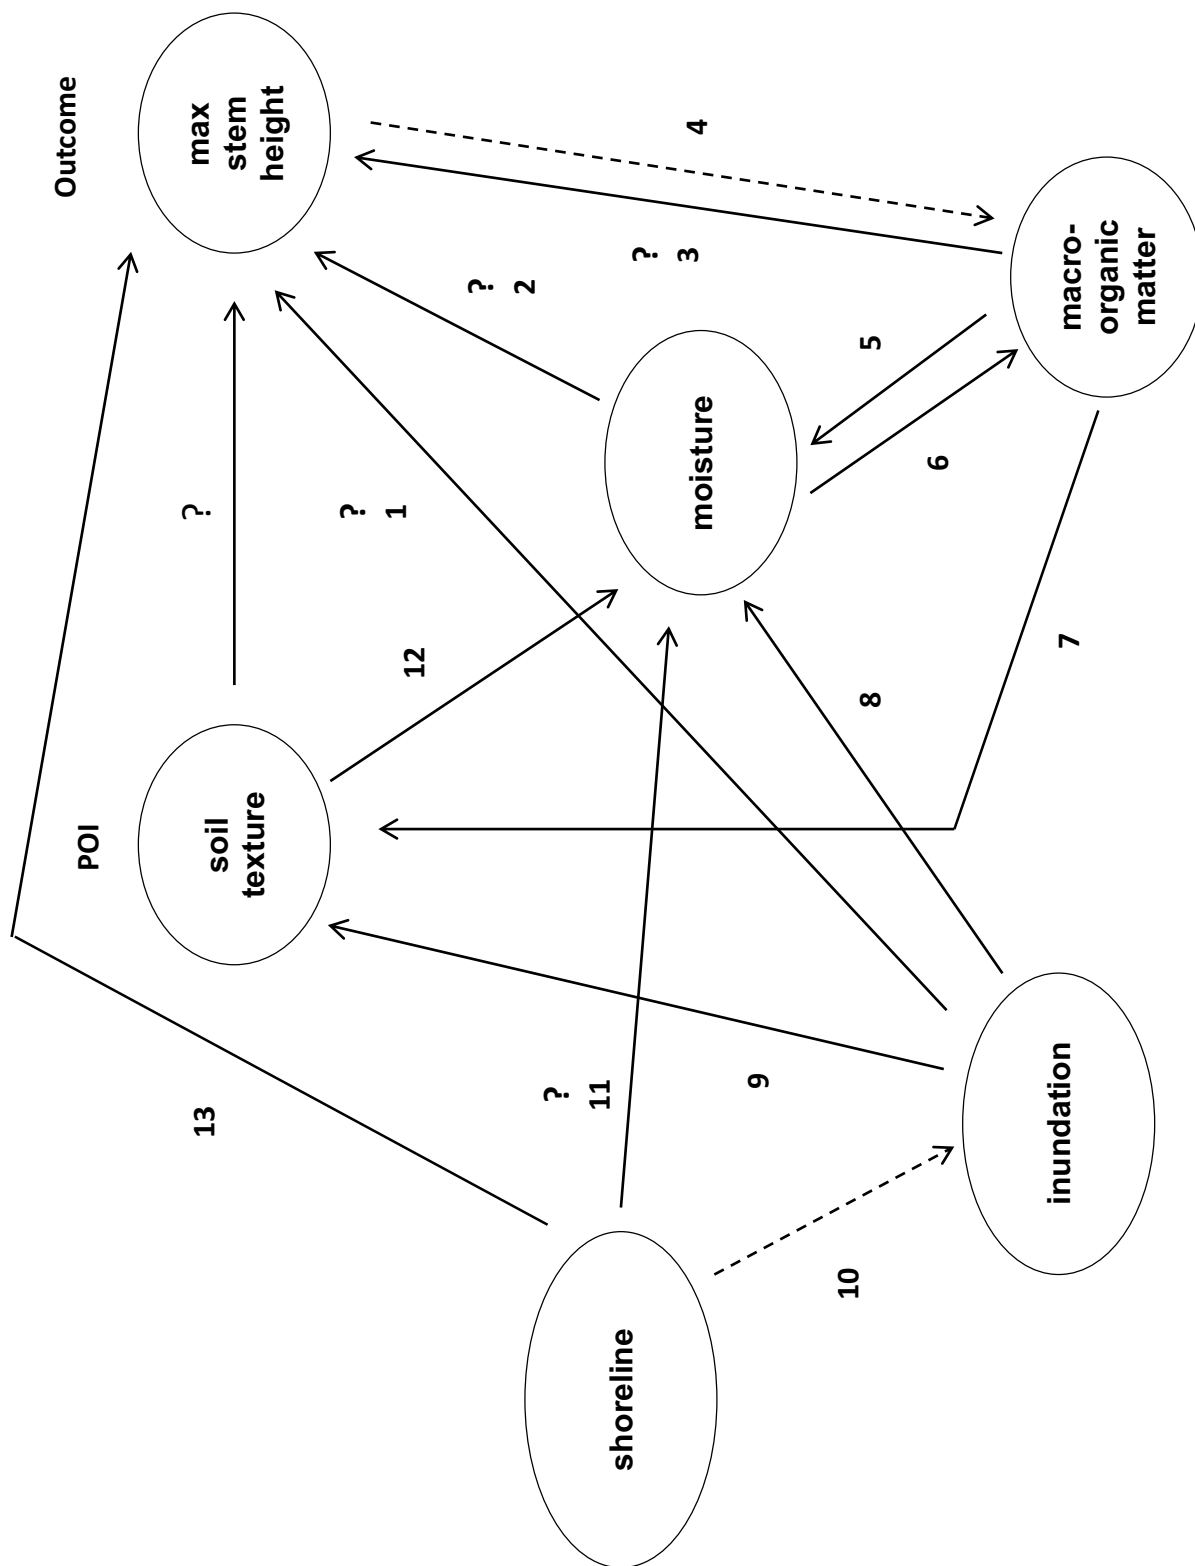 Outcome
max
stem
height
POI
soil
texture
?
?
1
?
2
?
3
4
5
6
moisture
macro-
organic
matter
7
8
9
12
?
11
13
10
shoreline
inundation